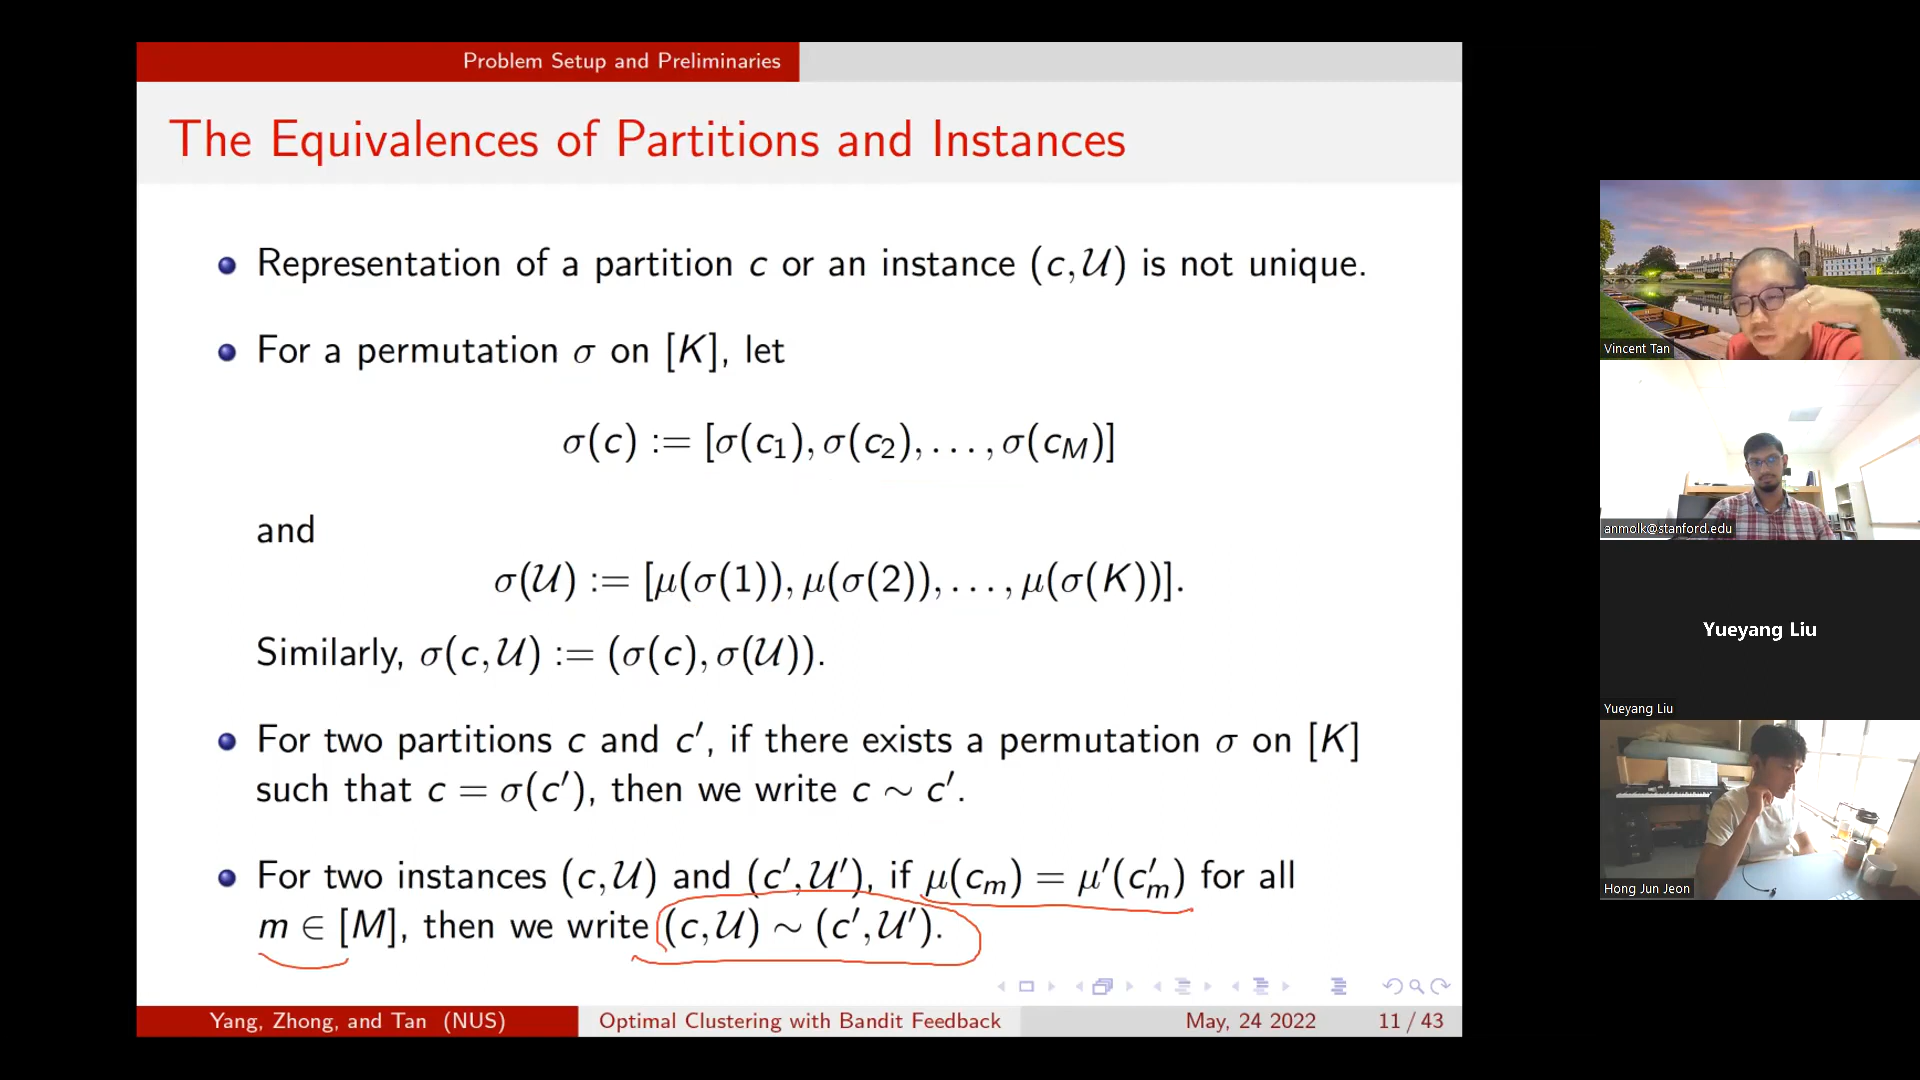 Problem Setup and Preliminaries
The Equivalences of Partitions and Instances
Representation of a partition c or an instance (c, 𝒰) is not unique.
For a permutation σ on [K], let
σ(c) := [σ(c₁), σ(c₂), . . . , σ(c_M)]
and
σ(𝒰) := [μ(σ(1)), μ(σ(2)), . . . , μ(σ(K))].
Similarly, σ(c, 𝒰) := (σ(c), σ(𝒰)).
For two partitions c and c′, if there exists a permutation σ on [K]
such that c = σ(c′), then we write c ∼ c′.
For two instances (c, 𝒰) and (c′, 𝒰′), if μ(c_m) = μ′(c′_m) for all
m ∈ [M], then we write (c, 𝒰) ∼ (c′, 𝒰′).
Yang, Zhong, and Tan (NUS)
Optimal Clustering with Bandit Feedback
May, 24 2022
11 / 43
Vincent Tan
anmolk@stanford.edu
Yueyang Liu
Yueyang Liu
Hong Jun Jeon